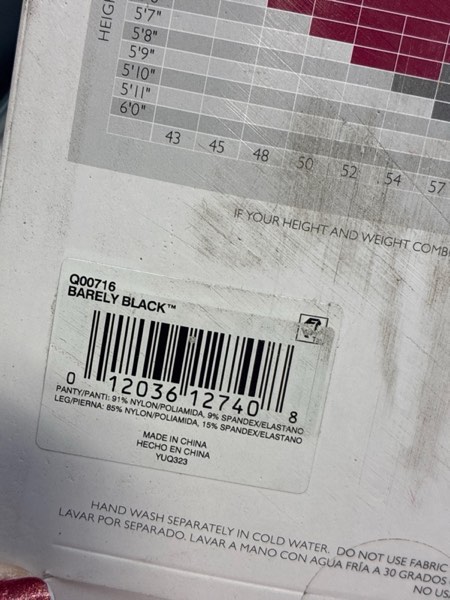 HEIG
5'7"
5'8"
5'9"
5'10"
5'11"
6'0"
43 45 48 50 52 54 57
IF YOUR HEIGHT AND WEIGHT COMB
Q00716
BARELY BLACK™
0 12036 12740 8
PANTY/PANTI: 91% NYLON/POLIAMIDA, 9% SPANDEX/ELASTANO
LEG/PIERNA: 85% NYLON/POLIAMIDA, 15% SPANDEX/ELASTANO
MADE IN CHINA
HECHO EN CHINA
YUQ323
HAND WASH SEPARATELY IN COLD WATER. DO NOT USE FABRIC
LAVAR POR SEPARADO. LAVAR A MANO CON AGUA FRÍA A 30 GRADOS
NO US